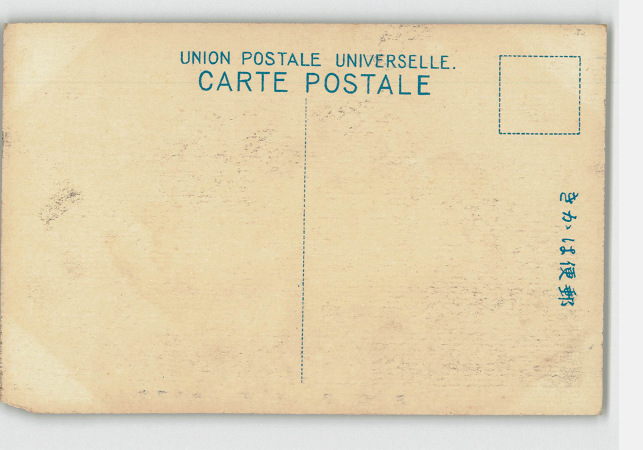 UNION POSTALE UNIVERSELLE.
CARTE POSTALE
きかは便郵